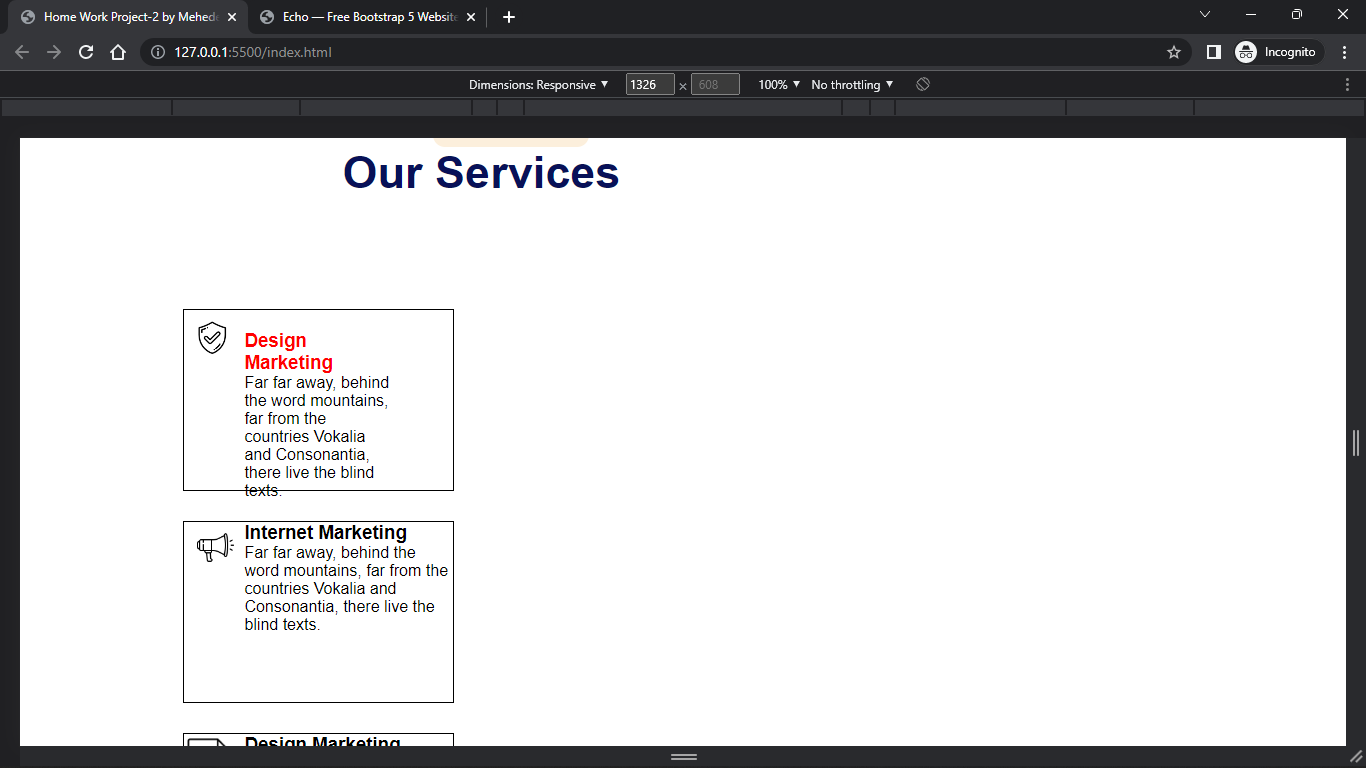 Home Work Project-2 by Mehed
Echo — Free Bootstrap 5 Website
127.0.0.1:5500/index.html
Incognito
Dimensions: Responsive
1326 × 608
100%
No throttling
Our Services
Design
Marketing
Far far away, behind
the word mountains,
far from the
countries Vokalia
and Consonantia,
there live the blind
texts.
Internet Marketing
Far far away, behind the
word mountains, far from the
countries Vokalia and
Consonantia, there live the
blind texts.
Design Marketing